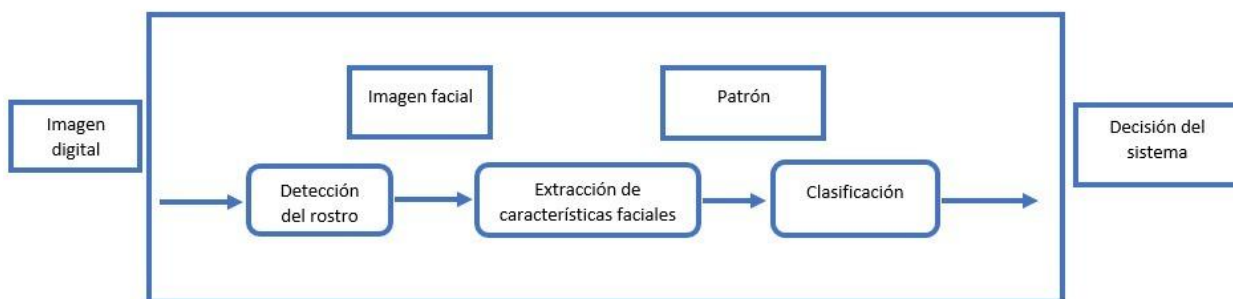 Imagen facial
Patrón
Imagen
digital
Decisión del
sistema
Detección
del rostro
Extracción de
características faciales
Clasificación